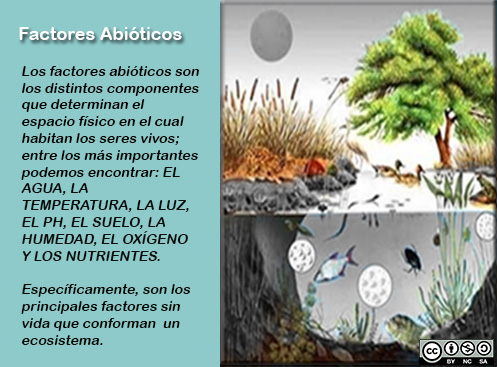 Factores Abióticos
Los factores abióticos son
los distintos componentes
que determinan el
espacio físico en el cual
habitan los seres vivos;
entre los más importantes
podemos encontrar: EL
AGUA, LA
TEMPERATURA, LA LUZ,
EL PH, EL SUELO, LA
HUMEDAD, EL OXÍGENO
Y LOS NUTRIENTES.
Específicamente, son los
principales factores sin
vida que conforman un
ecosistema.
cc
BY NC SA